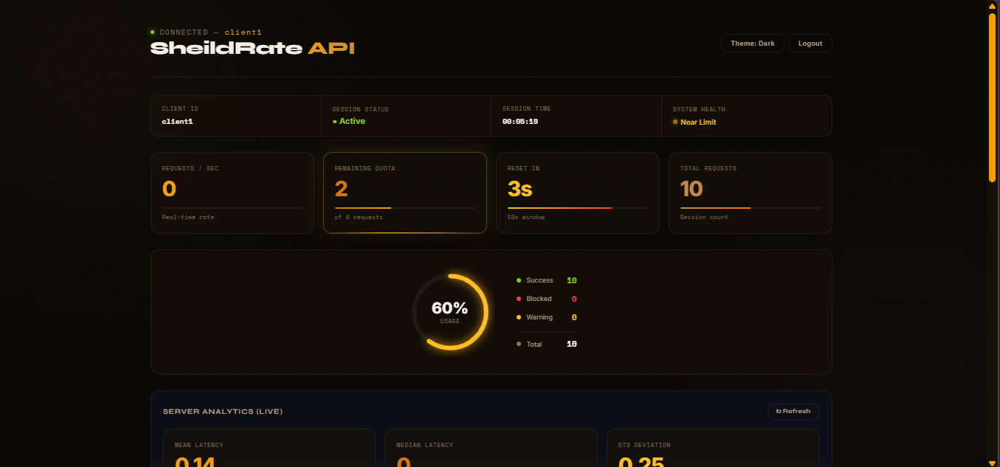 CONNECTED — client1
SheildRate API
Theme: Dark
Logout
CLIENT ID
client1
SESSION STATUS
Active
SESSION TIME
00:05:19
SYSTEM HEALTH
Near Limit
REQUESTS / SEC
0
Real-time rate
REMAINING QUOTA
2
of 5 requests
RESET IN
3s
10s window
TOTAL REQUESTS
10
Session count
60%
USAGE
Success 10
Blocked 0
Warning 0
Total 10
SERVER ANALYTICS (LIVE)
↻ Refresh
MEAN LATENCY
0.14
MEDIAN LATENCY
0
STD DEVIATION
0.25